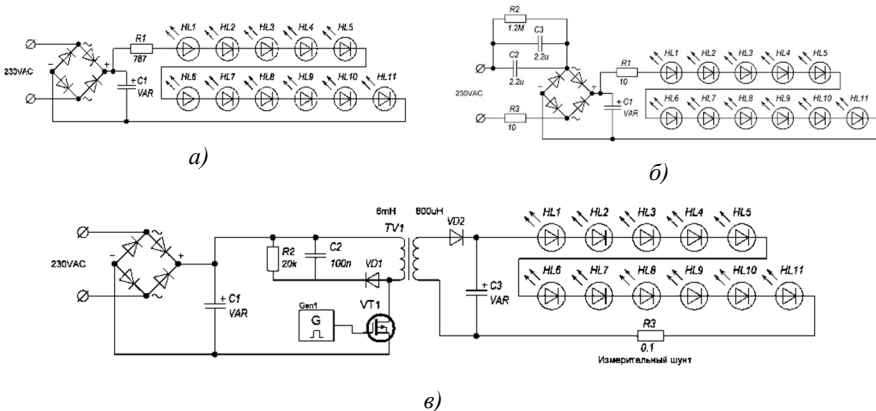 HL1 HL2 HL3 HL4 HL5
R1
787
230VAC
C1
VAR
HL6 HL7 HL8 HL9 HL10 HL11
а)
R2
1.2M
C3
2.2u
C2
2.2u
230VAC
R3
10
R1
10
C1
VAR
HL1 HL2 HL3 HL4 HL5
HL6 HL7 HL8 HL9 HL10 HL11
б)
230VAC
C1
VAR
R2
20k
C2
100n
VD1
6mH 800uH
TV1
VD2
Gen1
G
VT1
C3
VAR
HL1 HL2 HL3 HL4 HL5
HL6 HL7 HL8 HL9 HL10 HL11
R3
0.1
Измерительный шунт
в)